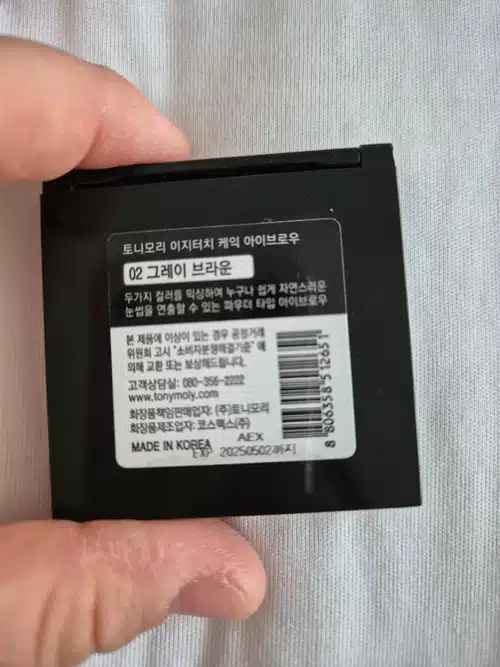 토니모리 이지터치 케익 아이브로우
02 그레이 브라운
두가지 컬러를 믹싱하여 누구나 쉽게 자연스러운
눈썹을 연출할 수 있는 파우더 타입 아이브로우
본 제품에 이상이 있는 경우 공정거래
위원회 고시 "소비자분쟁해결기준" 에
의해 교환 또는 보상해드립니다.
고객상담실: 080-356-2222
www.tonymoly.com
화장품책임판매업자: (주)토니모리
화장품제조업자: 코스맥스(주)
MADE IN KOREA
AEX
EXP 20250502까지
8 806358 512651